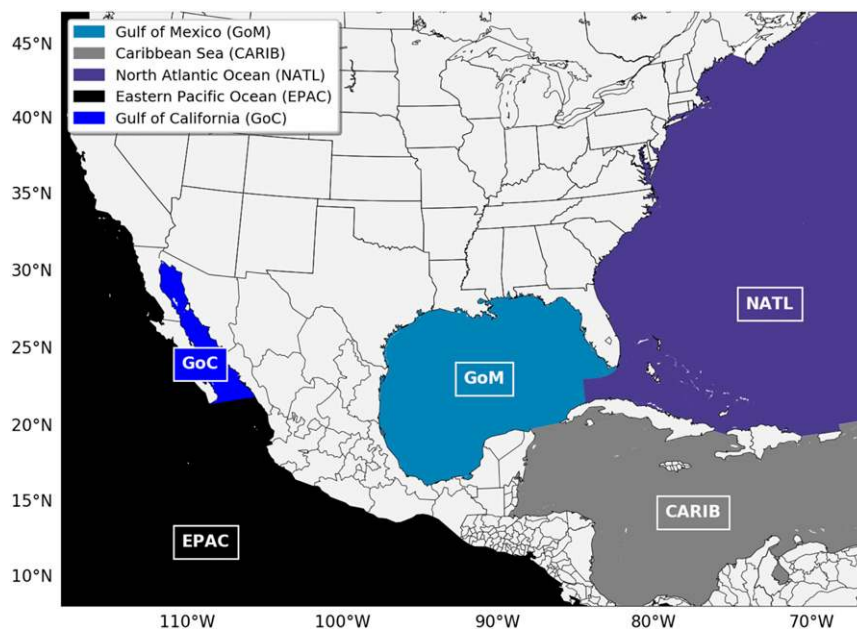 Gulf of Mexico (GoM)
Caribbean Sea (CARIB)
North Atlantic Ocean (NATL)
Eastern Pacific Ocean (EPAC)
Gulf of California (GoC)
45°N
40°N
35°N
30°N
25°N
20°N
15°N
10°N
NATL
GoC
GoM
CARIB
EPAC
110°W 100°W 90°W 80°W 70°W